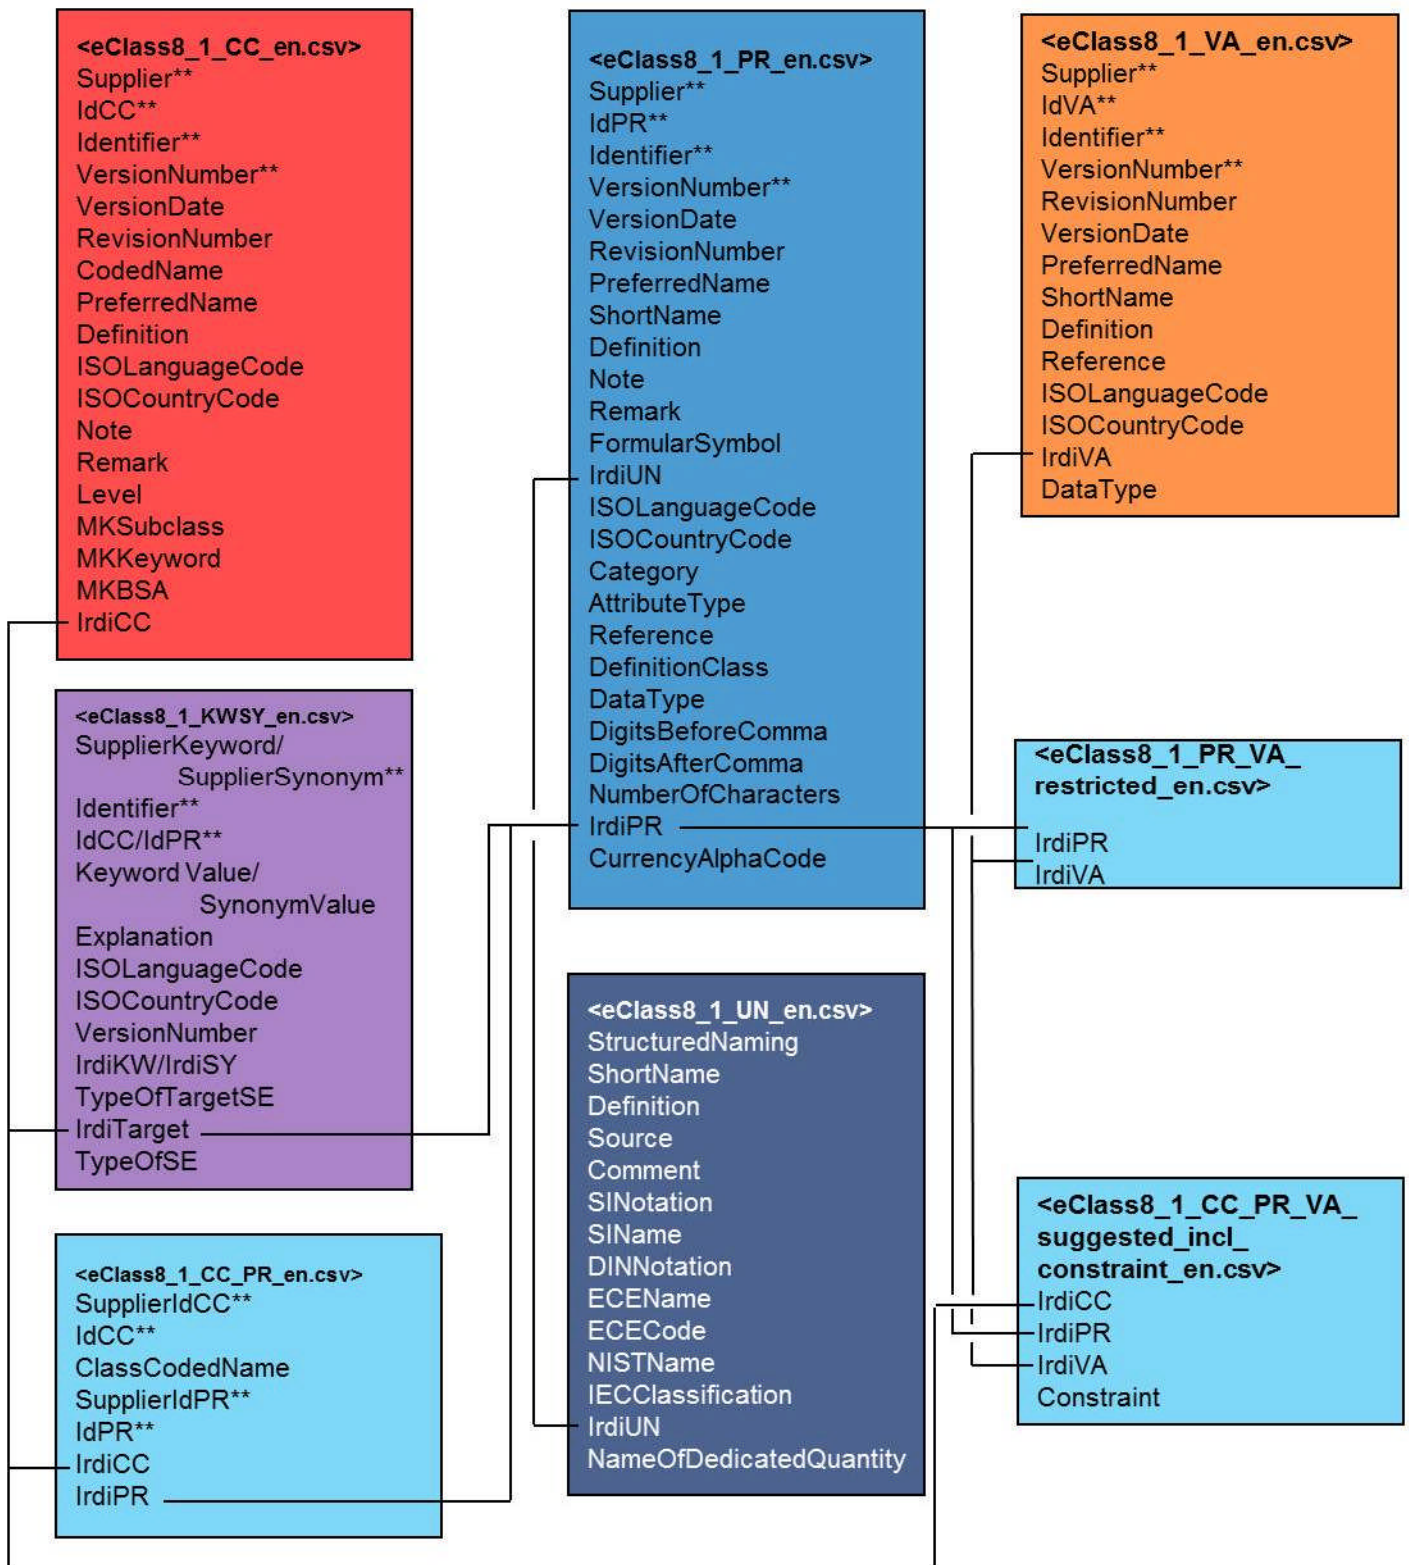 <eClass8_1_CC_en.csv>
Supplier**
IdCC**
Identifier**
VersionNumber**
VersionDate
RevisionNumber
CodedName
PreferredName
Definition
ISOLanguageCode
ISOCountryCode
Note
Remark
Level
MKSubclass
MKKeyword
MKBSA
IrdiCC
<eClass8_1_KWSY_en.csv>
SupplierKeyword/
SupplierSynonym**
Identifier**
IdCC/IdPR**
Keyword Value/
SynonymValue
Explanation
ISOLanguageCode
ISOCountryCode
VersionNumber
IrdiKW/IrdiSY
TypeOfTargetSE
IrdiTarget
TypeOfSE
<eClass8_1_CC_PR_en.csv>
SupplierIdCC**
IdCC**
ClassCodedName
SupplierIdPR**
IdPR**
IrdiCC
IrdiPR
<eClass8_1_PR_en.csv>
Supplier**
IdPR**
Identifier**
VersionNumber**
VersionDate
RevisionNumber
PreferredName
ShortName
Definition
Note
Remark
FormularSymbol
IrdiUN
ISOLanguageCode
ISOCountryCode
Category
AttributeType
Reference
DefinitionClass
DataType
DigitsBeforeComma
DigitsAfterComma
NumberOfCharacters
IrdiPR
CurrencyAlphaCode
<eClass8_1_UN_en.csv>
StructuredNaming
ShortName
Definition
Source
Comment
SINotation
SIName
DINNotation
ECEName
ECECode
NISTName
IECClassification
IrdiUN
NameOfDedicatedQuantity
<eClass8_1_VA_en.csv>
Supplier**
IdVA**
Identifier**
VersionNumber**
RevisionNumber
VersionDate
PreferredName
ShortName
Definition
Reference
ISOLanguageCode
ISOCountryCode
IrdiVA
DataType
<eClass8_1_PR_VA_
restricted_en.csv>
IrdiPR
IrdiVA
<eClass8_1_CC_PR_VA_
suggested_incl_
constraint_en.csv>
IrdiCC
IrdiPR
IrdiVA
Constraint